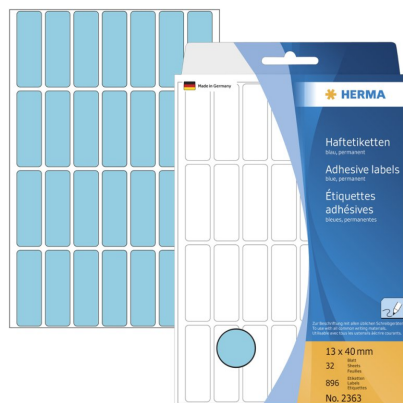 Made in Germany
HERMA
Haftetiketten
blau, permanent
Adhesive labels
blue, permanent
Étiquettes
adhésives
bleues, permanentes
13 x 40 mm
32
Blatt
Sheets
Feuilles
896
Etiketten
Labels
Étiquettes
No. 2363